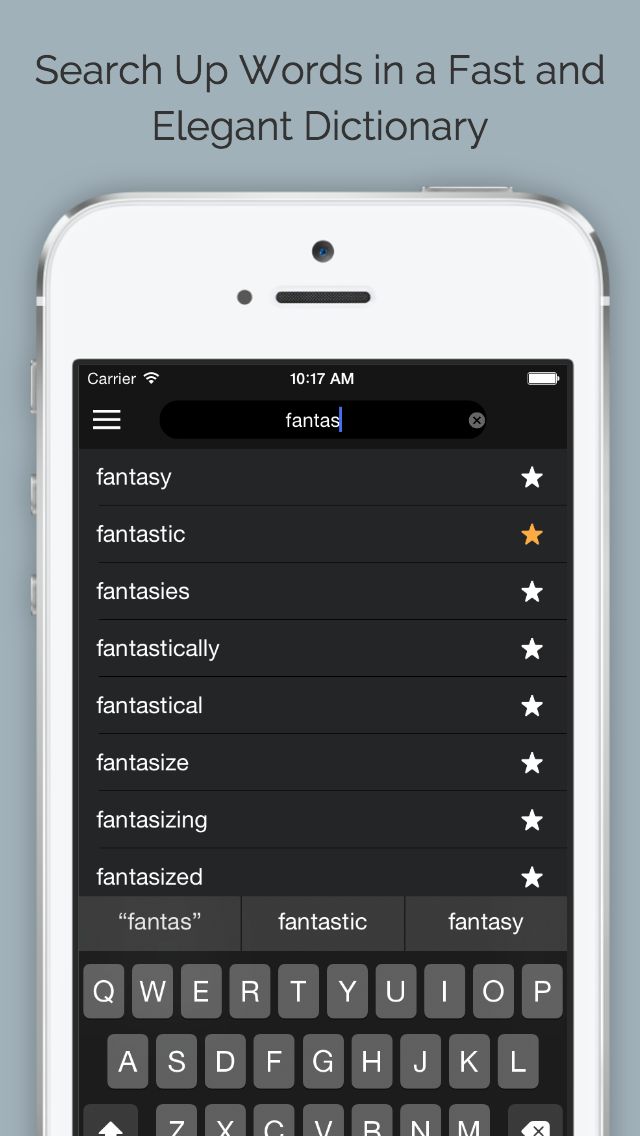 Search Up Words in a Fast and
Elegant Dictionary
Carrier 10:17 AM
fantas
fantasy
fantastic
fantasies
fantastically
fantastical
fantasize
fantasizing
fantasized
“fantas” fantastic fantasy
Q W E R T Y U I O P
A S D F G H J K L
Z X C V B N M